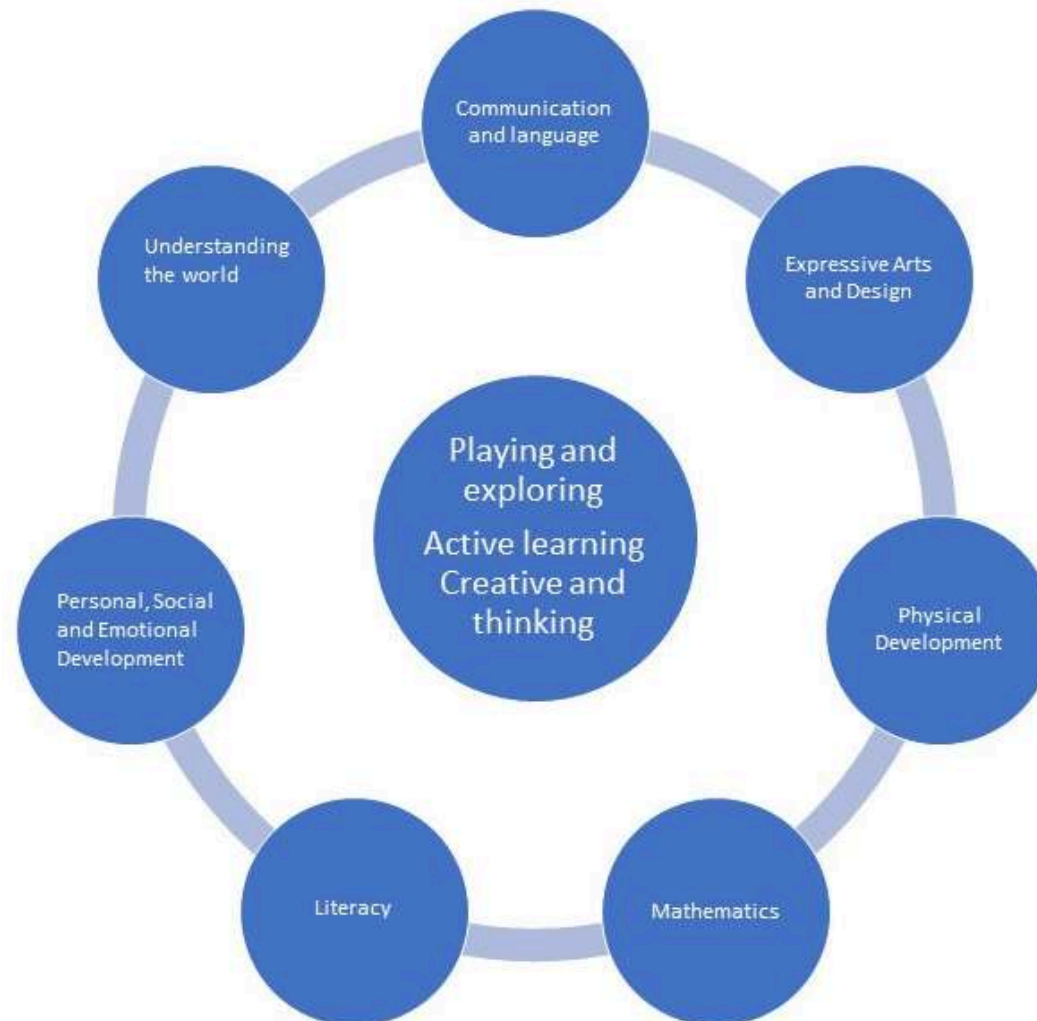 Communication
and language
Expressive Arts
and Design
Physical
Development
Mathematics
Literacy
Personal, Social
and Emotional
Development
Understanding
the world
Playing and
exploring
Active learning
Creative and
thinking